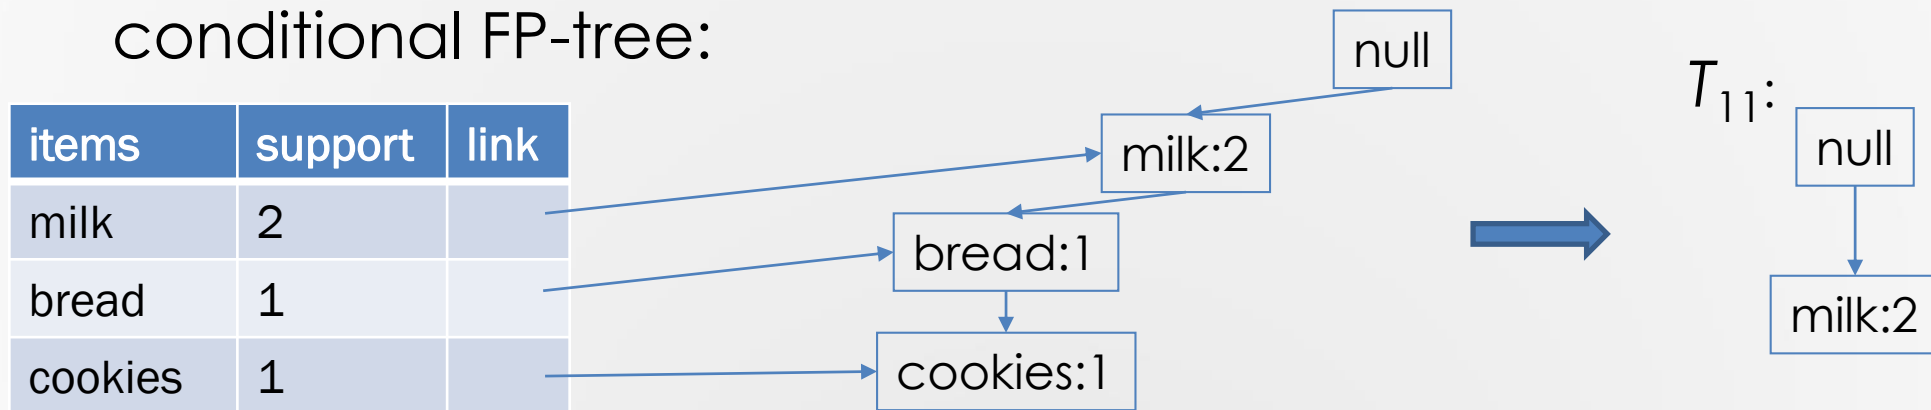 conditional FP-tree:
items support link
milk 2
bread 1
cookies 1
null
milk:2
bread:1
cookies:1
T11:
null
milk:2